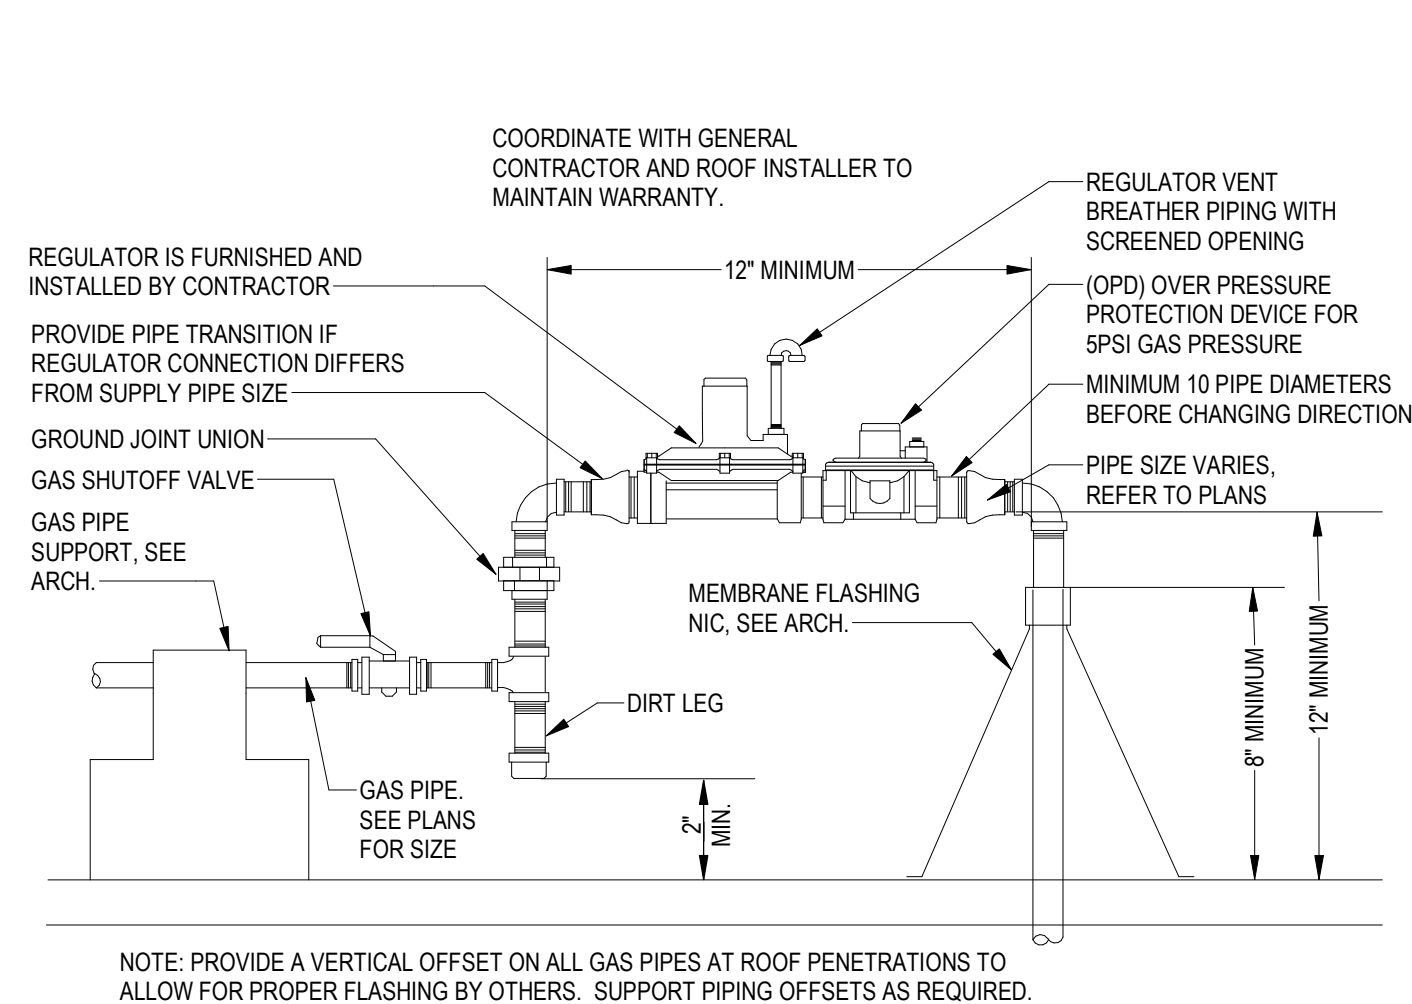 COORDINATE WITH GENERAL
CONTRACTOR AND ROOF INSTALLER TO
MAINTAIN WARRANTY.
REGULATOR VENT
BREATHER PIPING WITH
SCREENED OPENING
REGULATOR IS FURNISHED AND
INSTALLED BY CONTRACTOR
12" MINIMUM
(OPD) OVER PRESSURE
PROTECTION DEVICE FOR
5PSI GAS PRESSURE
PROVIDE PIPE TRANSITION IF
REGULATOR CONNECTION DIFFERS
FROM SUPPLY PIPE SIZE
MINIMUM 10 PIPE DIAMETERS
BEFORE CHANGING DIRECTION
GROUND JOINT UNION
GAS SHUTOFF VALVE
PIPE SIZE VARIES,
REFER TO PLANS
GAS PIPE
SUPPORT, SEE
ARCH.
MEMBRANE FLASHING
NIC, SEE ARCH.
8" MINIMUM
12" MINIMUM
DIRT LEG
GAS PIPE.
SEE PLANS
FOR SIZE
2"
MIN.
NOTE: PROVIDE A VERTICAL OFFSET ON ALL GAS PIPES AT ROOF PENETRATIONS TO
ALLOW FOR PROPER FLASHING BY OTHERS.  SUPPORT PIPING OFFSETS AS REQUIRED.